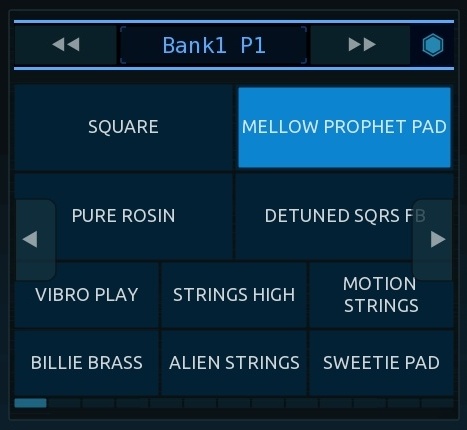 Bank1 P1
SQUARE
MELLOW PROPHET PAD
PURE ROSIN
DETUNED SQRS FB
VIBRO PLAY
STRINGS HIGH
MOTION
STRINGS
BILLIE BRASS
ALIEN STRINGS
SWEETIE PAD